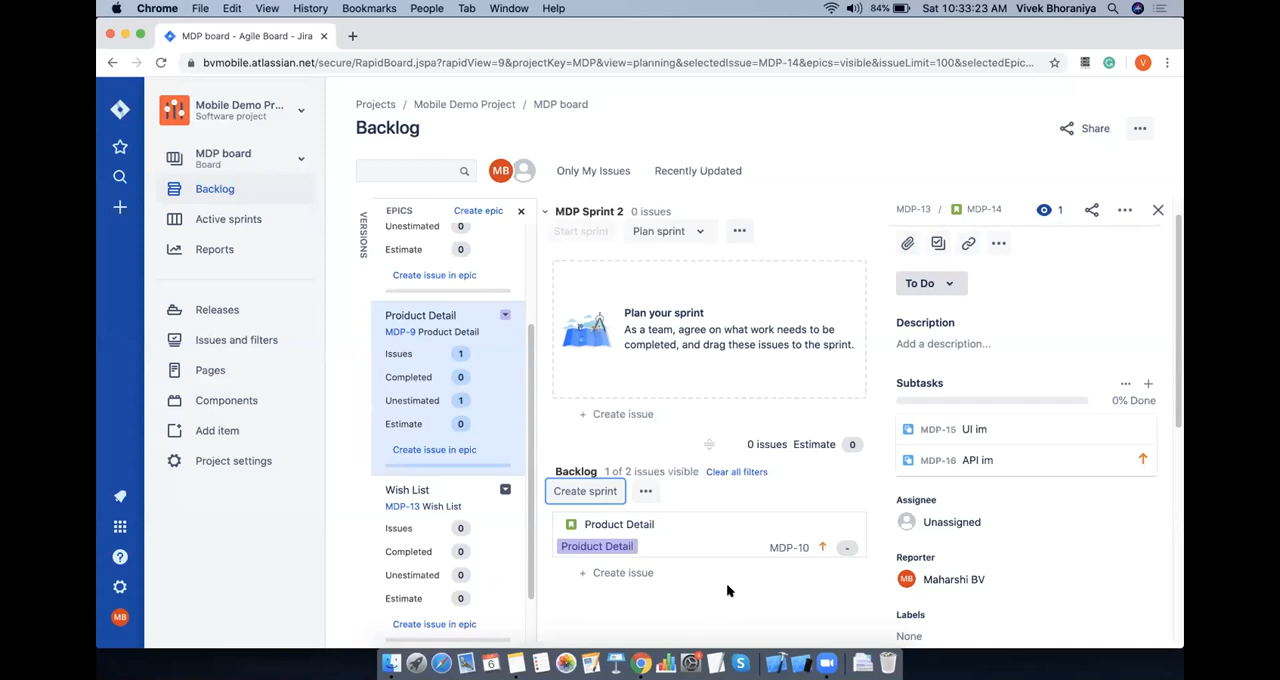 Chrome File Edit View History Bookmarks People Tab Window Help 84% Sat 10:33:23 AM Vivek Bhoraniya
MDP board - Agile Board - Jira
bvmobile.atlassian.net/secure/RapidBoard.jspa?rapidView=9&projectKey=MDP&view=planning&selectedIssue=MDP-14&epics=visible&issueLimit=100&selectedEpic...
V
Mobile Demo Pr...
Software project
MDP board
Board
Backlog
Active sprints
Reports
Releases
Issues and filters
Pages
Components
Add item
Project settings
MB
Projects / Mobile Demo Project / MDP board
Backlog
Share
MB
Only My Issues
Recently Updated
VERSIONS
EPICS
Create epic
Unestimated 0
Estimate 0
Create issue in epic
Product Detail
MDP-9 Product Detail
Issues 1
Completed 0
Unestimated 1
Estimate 0
Create issue in epic
Wish List
MDP-13 Wish List
Issues 0
Completed 0
Unestimated 0
Estimate 0
Create issue in epic
MDP Sprint 2 0 issues
Start sprint
Plan sprint
Plan your sprint
As a team, agree on what work needs to be
completed, and drag these issues to the sprint.
+ Create issue
0 issues Estimate 0
Backlog 1 of 2 issues visible Clear all filters
Create sprint
Product Detail
Proiduct Detail MDP-10 -
+ Create issue
MDP-13 / MDP-14
1
To Do
Description
Add a description...
Subtasks
0% Done
MDP-15 UI im
MDP-16 API im
Assignee
Unassigned
Reporter
MB Maharshi BV
Labels
None
6